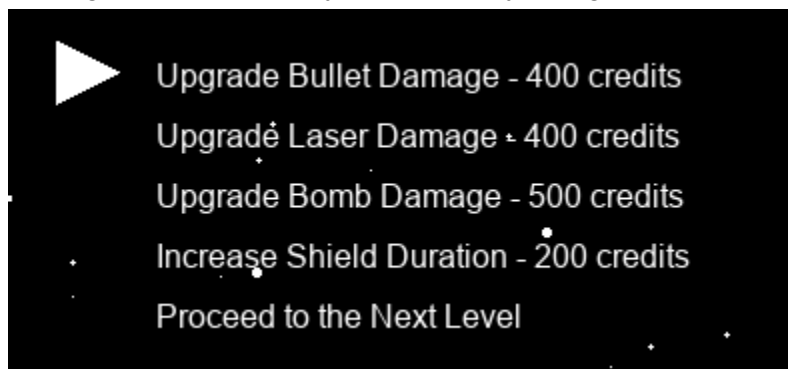 Upgrade Bullet Damage - 400 credits
Upgrade Laser Damage - 400 credits
Upgrade Bomb Damage - 500 credits
Increase Shield Duration - 200 credits
Proceed to the Next Level